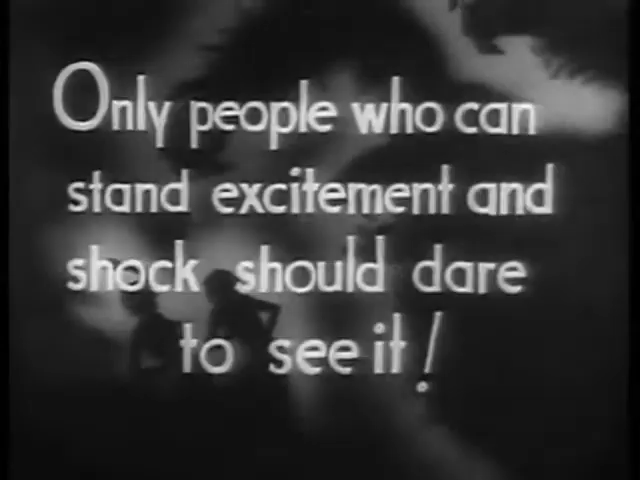 Only people who can
stand excitement and
shock should dare
to see it!